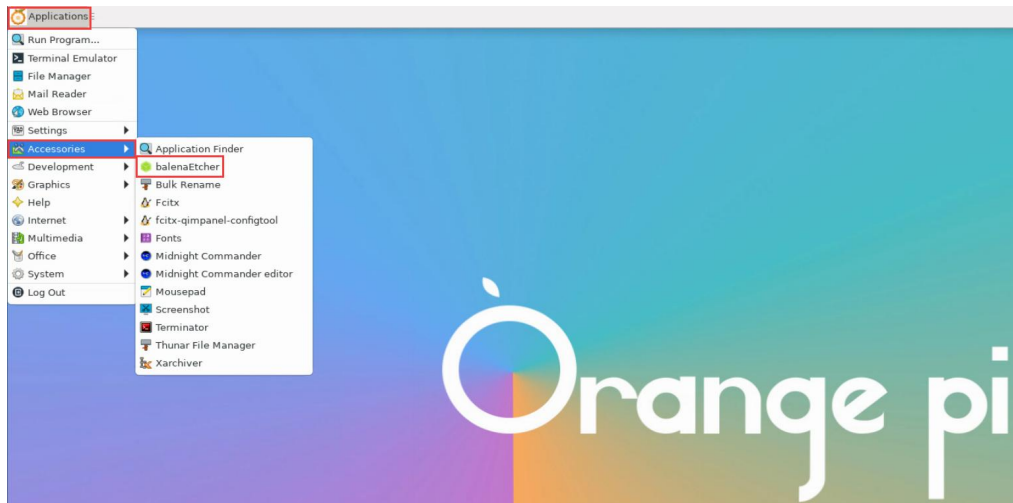 Applications
Run Program...
Terminal Emulator
File Manager
Mail Reader
Web Browser
Settings
Accessories
Development
Graphics
Help
Internet
Multimedia
Office
System
Log Out
Application Finder
balenaEtcher
Bulk Rename
Fcitx
fcitx-qimpanel-configtool
Fonts
Midnight Commander
Midnight Commander editor
Mousepad
Screenshot
Terminator
Thunar File Manager
Xarchiver
Orange pi